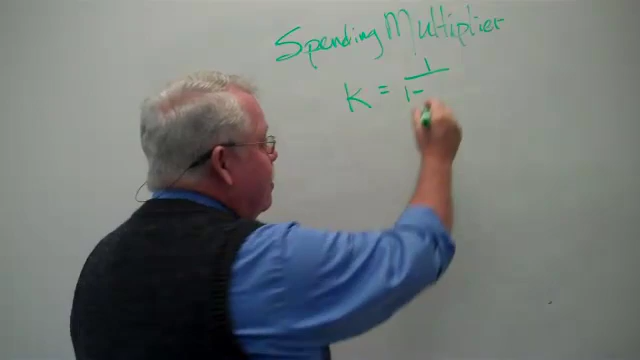 Spending Multiplier
k = 1
1-